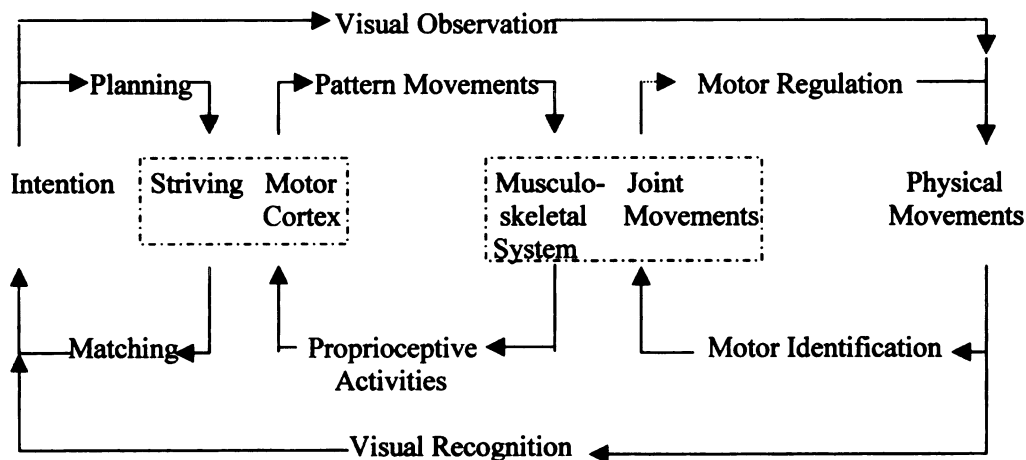 Visual Observation
Planning
Pattern Movements
Motor Regulation
Intention
Striving
Motor
Cortex
Musculo-
skeletal
System
Joint
Movements
Physical
Movements
Matching
Proprioceptive
Activities
Motor Identification
Visual Recognition